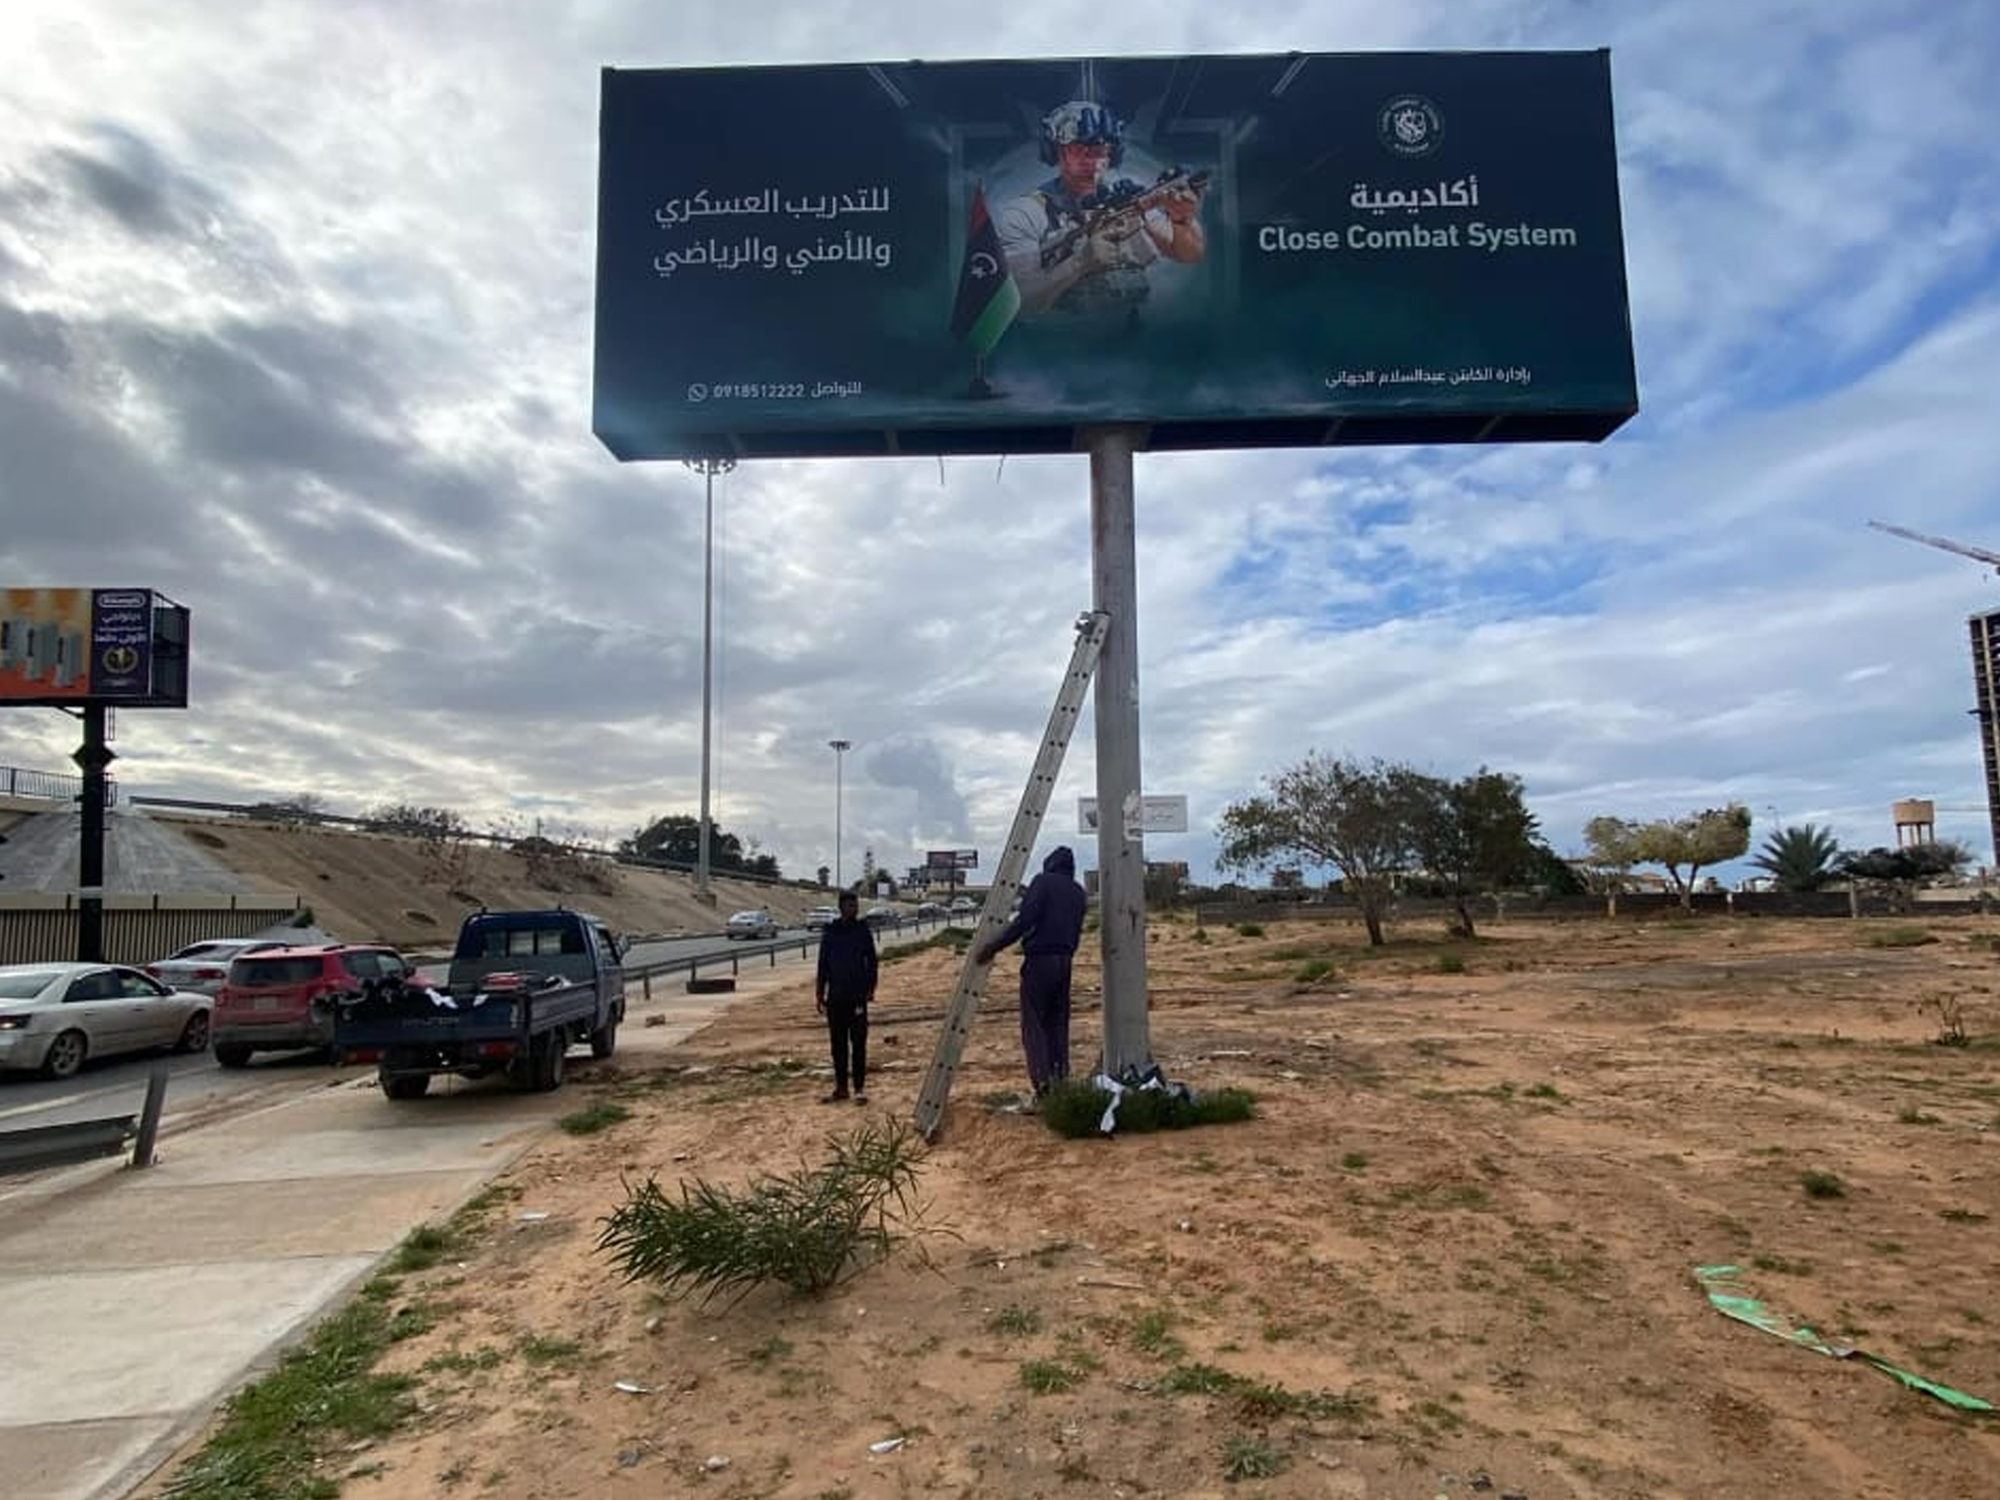 أكاديمية
Close Combat System
للتدريب العسكري
والأمني والرياضي
بإدارة الكابتن عبدالسلام الجهاني
للتواصل 0918512222